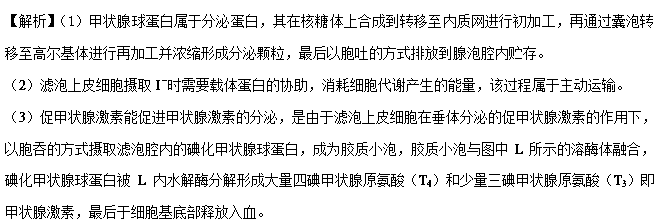 【解析】（1）甲状腺球蛋白属于分泌蛋白，其在核糖体上合成到转移至内质网进行初加工，再通过囊泡转
移至高尔基体进行再加工并浓缩形成分泌颗粒，最后以胞吐的方式排放到腺泡腔内贮存。
（2）滤泡上皮细胞摄取 I⁻时需要载体蛋白的协助，消耗细胞代谢产生的能量，该过程属于主动运输。
（3）促甲状腺激素能促进甲状腺激素的分泌，是由于滤泡上皮细胞在垂体分泌的促甲状腺激素的作用下，
以胞吞的方式摄取滤泡腔内的碘化甲状腺球蛋白，成为胶质小泡，胶质小泡与图中 L 所示的溶酶体融合，
碘化甲状腺球蛋白被 L 内水解酶分解形成大量四碘甲状腺原氨酸（T₄）和少量三碘甲状腺原氨酸（T₃）即
甲状腺激素，最后于细胞基底部释放入血。